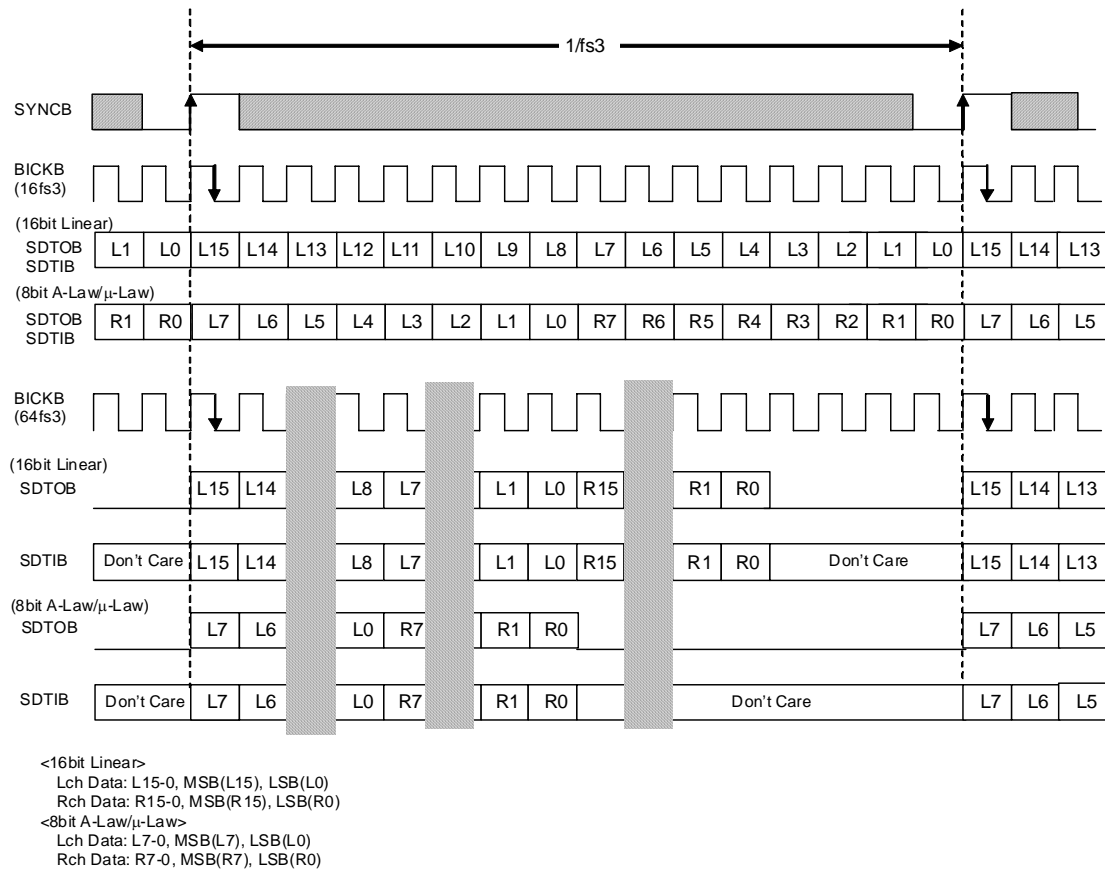 1/fs3
SYNCB
BICKB
(16fs3)
(16bit Linear)
SDTOB
SDTIB
L1 L0 L15 L14 L13 L12 L11 L10 L9 L8 L7 L6 L5 L4 L3 L2 L1 L0 L15 L14 L13
(8bit A-Law/μ-Law)
SDTOB
SDTIB
R1 R0 L7 L6 L5 L4 L3 L2 L1 L0 R7 R6 R5 R4 R3 R2 R1 R0 L7 L6 L5
BICKB
(64fs3)
(16bit Linear)
SDTOB L15 L14 L8 L7 L1 L0 R15 R1 R0 L15 L14 L13
SDTIB Don't Care L15 L14 L8 L7 L1 L0 R15 R1 R0 Don't Care L15 L14 L13
(8bit A-Law/μ-Law)
SDTOB L7 L6 L0 R7 R1 R0 L7 L6 L5
SDTIB Don't Care L7 L6 L0 R7 R1 R0 Don't Care L7 L6 L5
<16bit Linear>
Lch Data: L15-0, MSB(L15), LSB(L0)
Rch Data: R15-0, MSB(R15), LSB(R0)
<8bit A-Law/μ-Law>
Lch Data: L7-0, MSB(L7), LSB(L0)
Rch Data: R7-0, MSB(R7), LSB(R0)